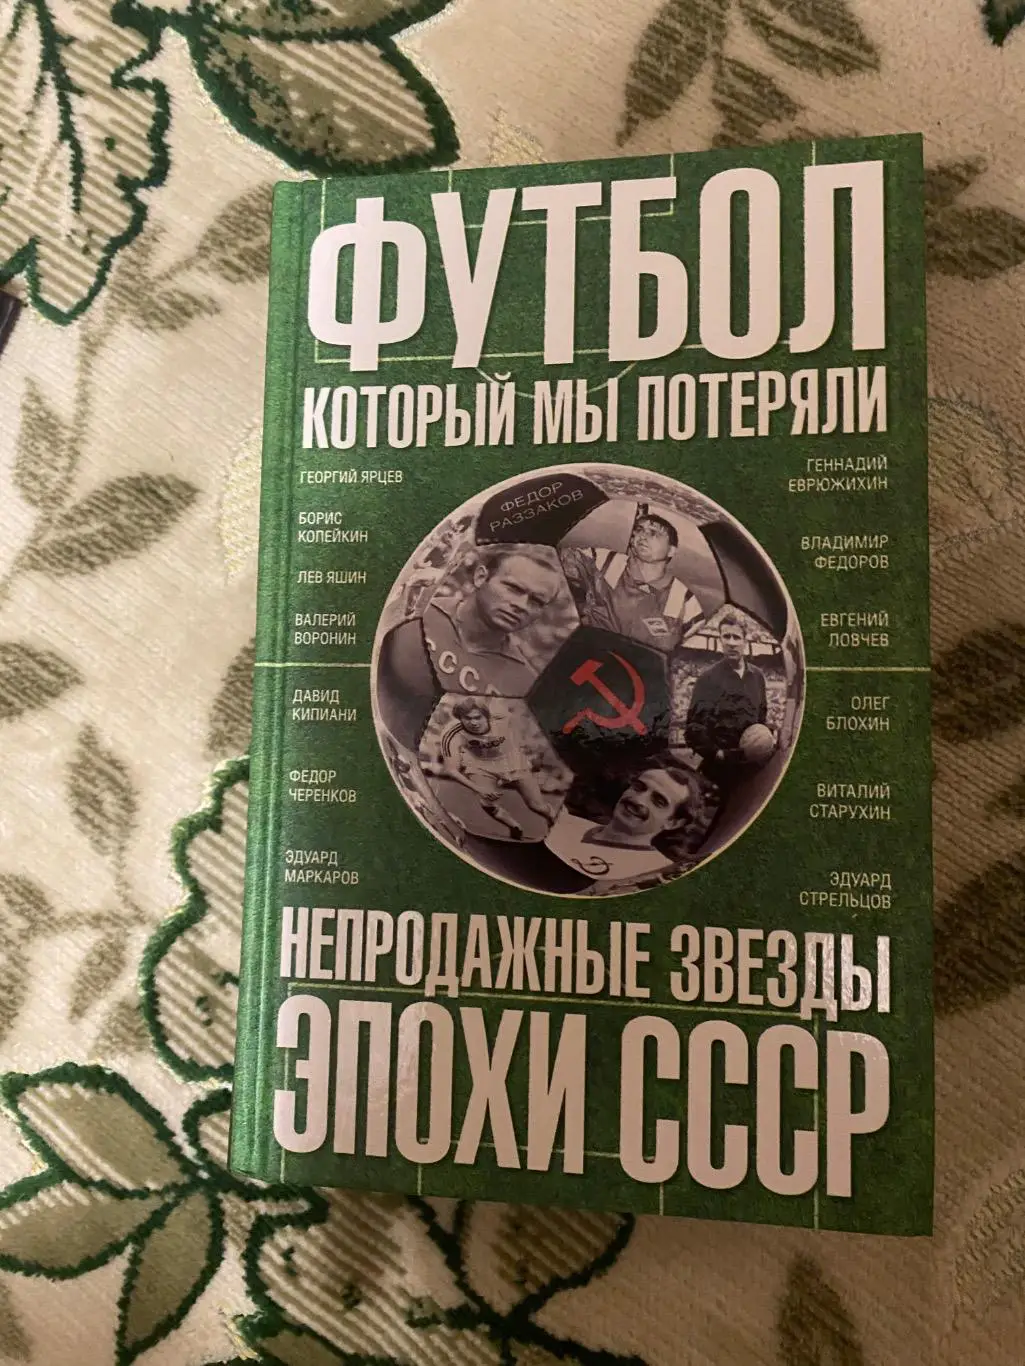 ФУТБОЛ
КОТОРЫЙ МЫ ПОТЕРЯЛИ
ГЕОРГИЙ ЯРЦЕВ
БОРИС
КОПЕЙКИН
ЛЕВ ЯШИН
ВАЛЕРИЙ
ВОРОНИН
ДАВИД
КИПИАНИ
ФЕДОР
ЧЕРЕНКОВ
ЭДУАРД
МАРКАРОВ
ФЕДОР
РАЗЗАКОВ
СССР
ГЕННАДИЙ
ЕВРЮЖИХИН
ВЛАДИМИР
ФЕДОРОВ
ЕВГЕНИЙ
ЛОВЧЕВ
ОЛЕГ
БЛОХИН
ВИТАЛИЙ
СТАРУХИН
ЭДУАРД
СТРЕЛЬЦОВ
НЕПРОДАЖНЫЕ ЗВЕЗДЫ
ЭПОХИ СССР